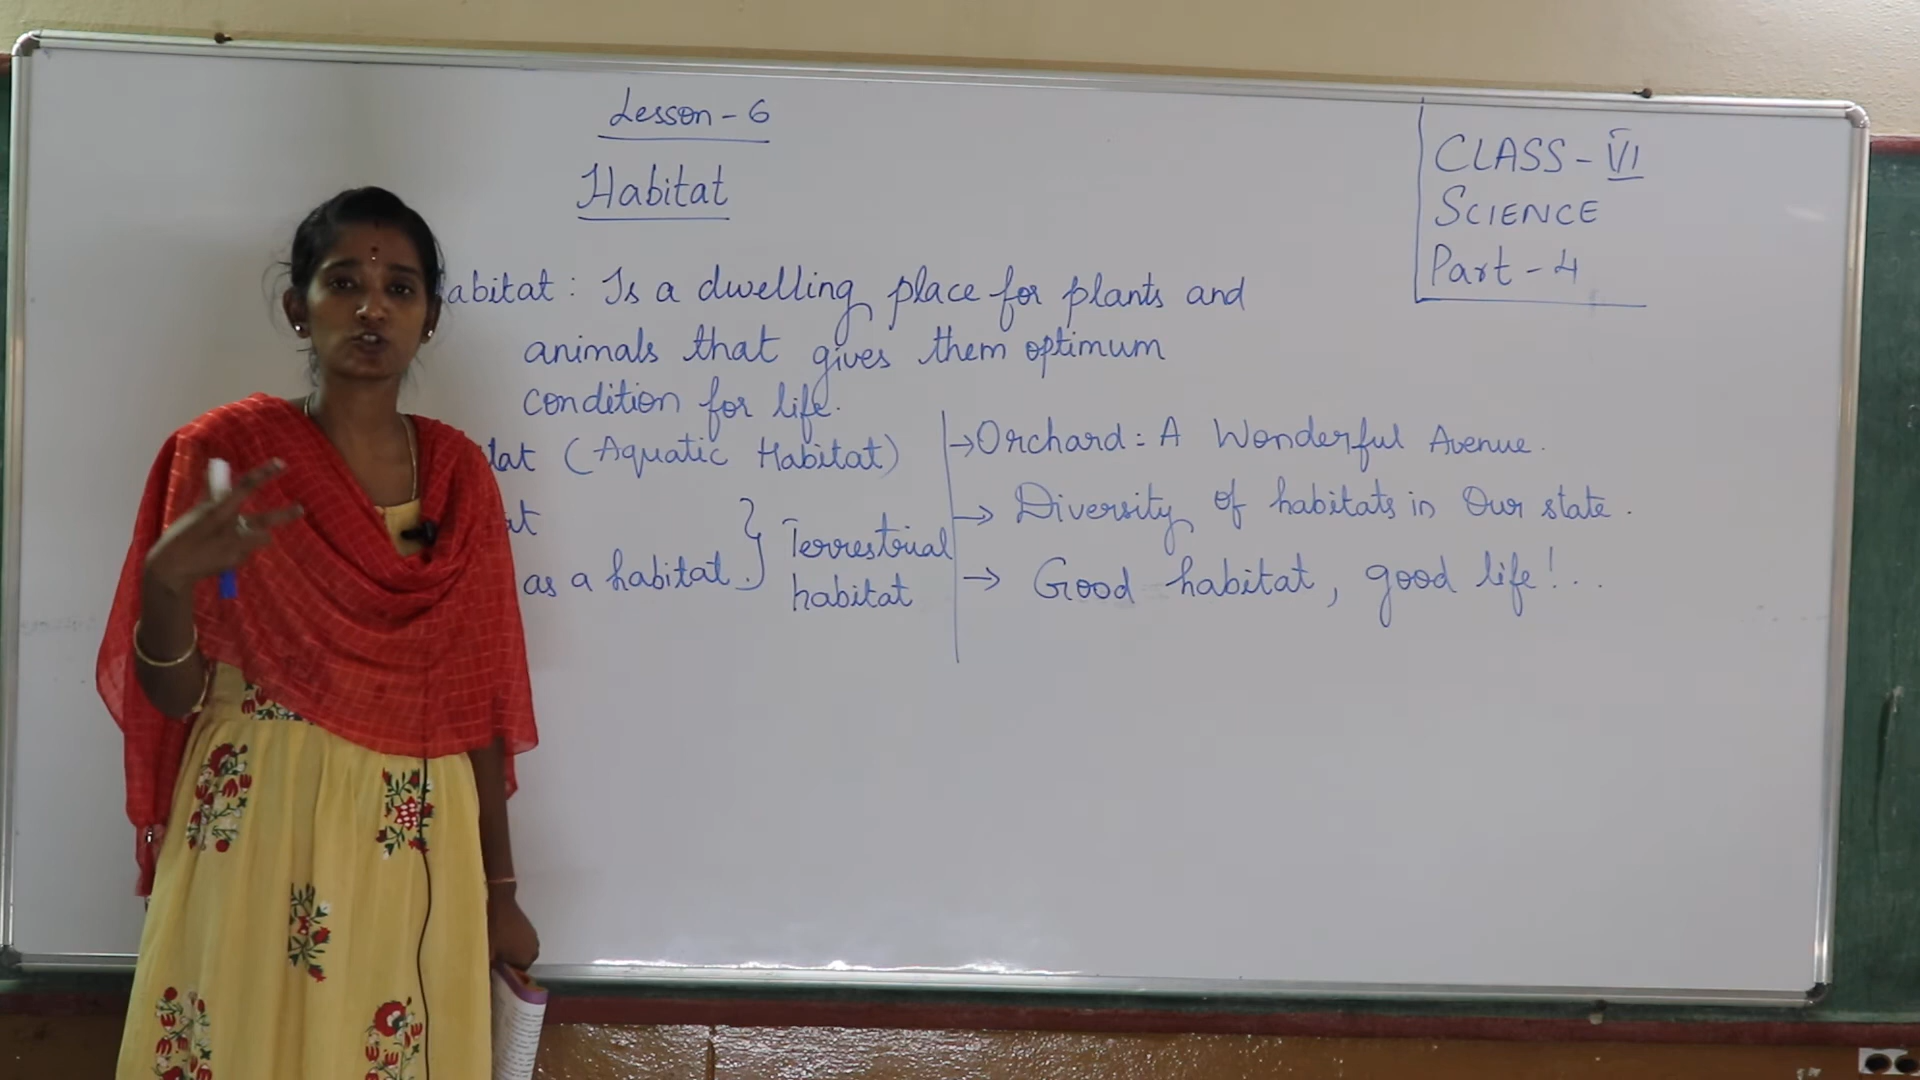 Lesson - 6
Habitat
CLASS - VI
SCIENCE
Part - 4
abitat : Is a dwelling place for plants and
animals that gives them optimum
condition for life.
(Aquatic Habitat)
as a habitat.
Terrestrial
habitat
→ Orchard : A Wonderful Avenue.
→ Diversity of habitats in Our state.
→ Good habitat, good life!...